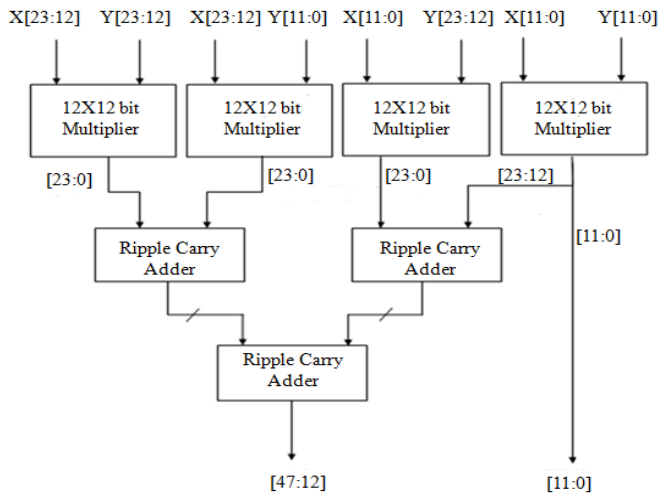 X[23:12] Y[23:12] X[23:12] Y[11:0] X[11:0] Y[23:12] X[11:0] Y[11:0]
12X12 bit
Multiplier
12X12 bit
Multiplier
12X12 bit
Multiplier
12X12 bit
Multiplier
[23:0]
[23:0]
[23:0]
[23:12]
[11:0]
Ripple Carry
Adder
Ripple Carry
Adder
Ripple Carry
Adder
[47:12]
[11:0]